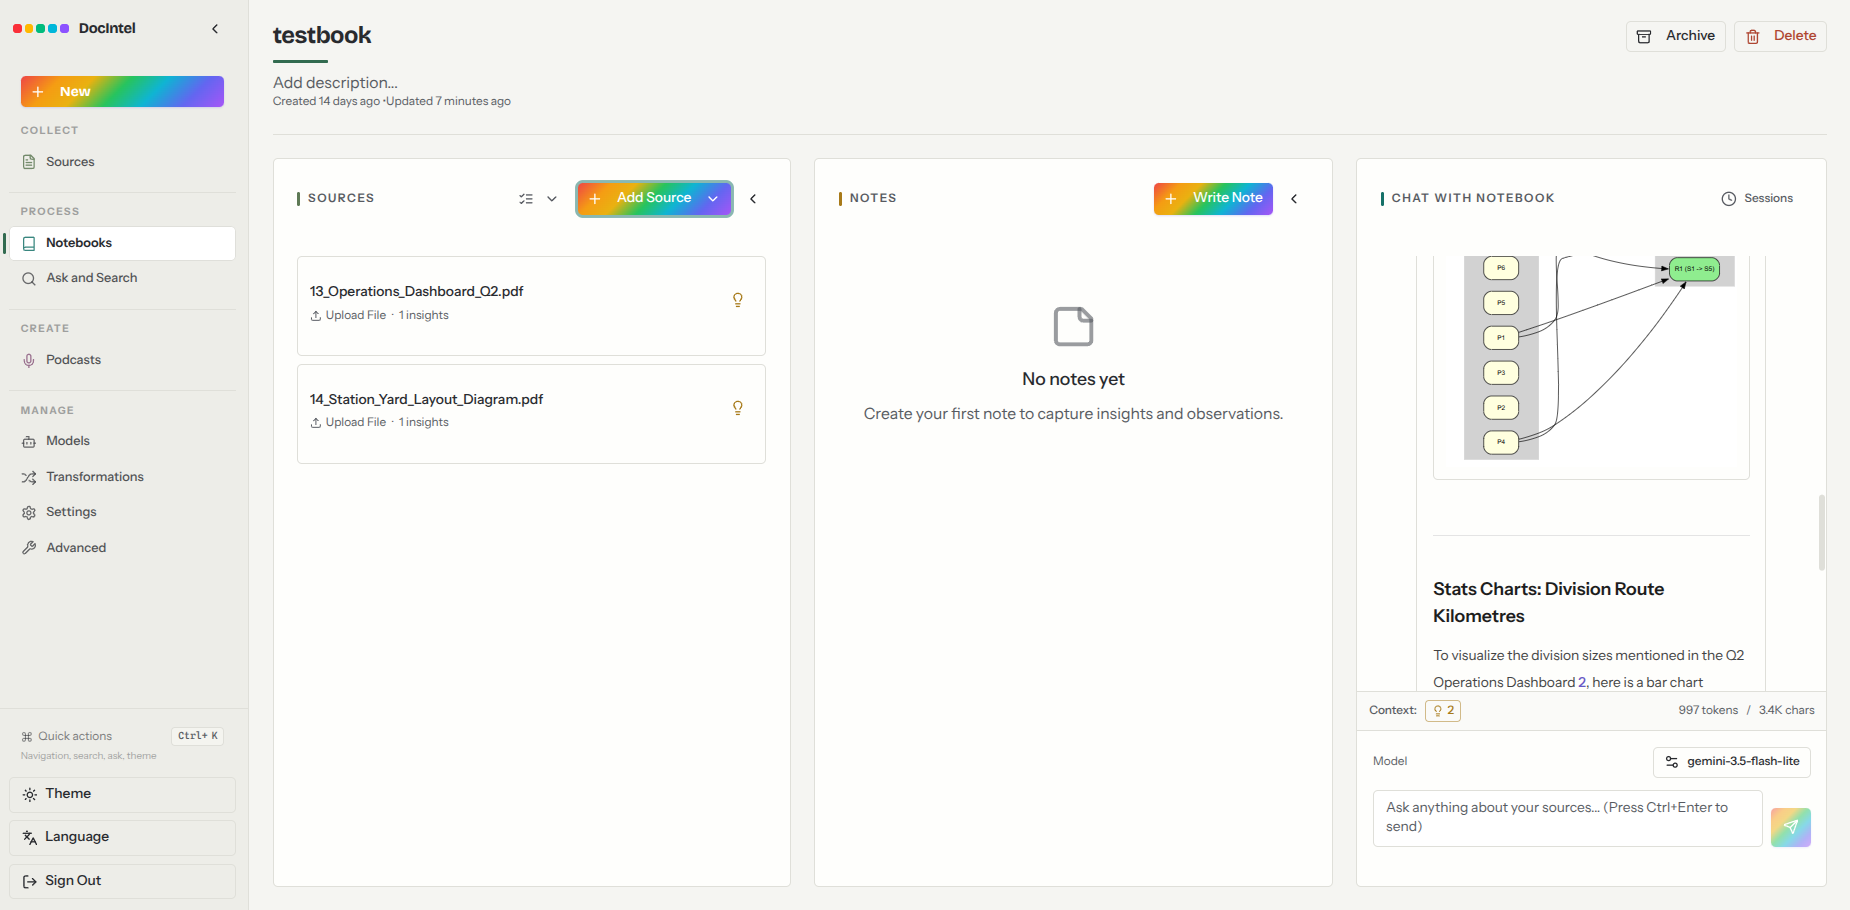 DocIntel
New
COLLECT
Sources
PROCESS
Notebooks
Ask and Search
CREATE
Podcasts
MANAGE
Models
Transformations
Settings
Advanced
Quick actions
Ctrl+ K
Navigation, search, ask, theme
Theme
Language
Sign Out
testbook
Archive
Delete
Add description...
Created 14 days ago ·Updated 7 minutes ago
SOURCES
Add Source
13_Operations_Dashboard_Q2.pdf
Upload File · 1 insights
14_Station_Yard_Layout_Diagram.pdf
Upload File · 1 insights
NOTES
Write Note
No notes yet
Create your first note to capture insights and observations.
CHAT WITH NOTEBOOK
Sessions
P6
R1 (S1 -> S5)
P5
P1
P3
P2
P4
Stats Charts: Division Route
Kilometres
To visualize the division sizes mentioned in the Q2
Operations Dashboard 2, here is a bar chart
Context:
2
997 tokens / 3.4K chars
Model
gemini-3.5-flash-lite
Ask anything about your sources... (Press Ctrl+Enter to
send)